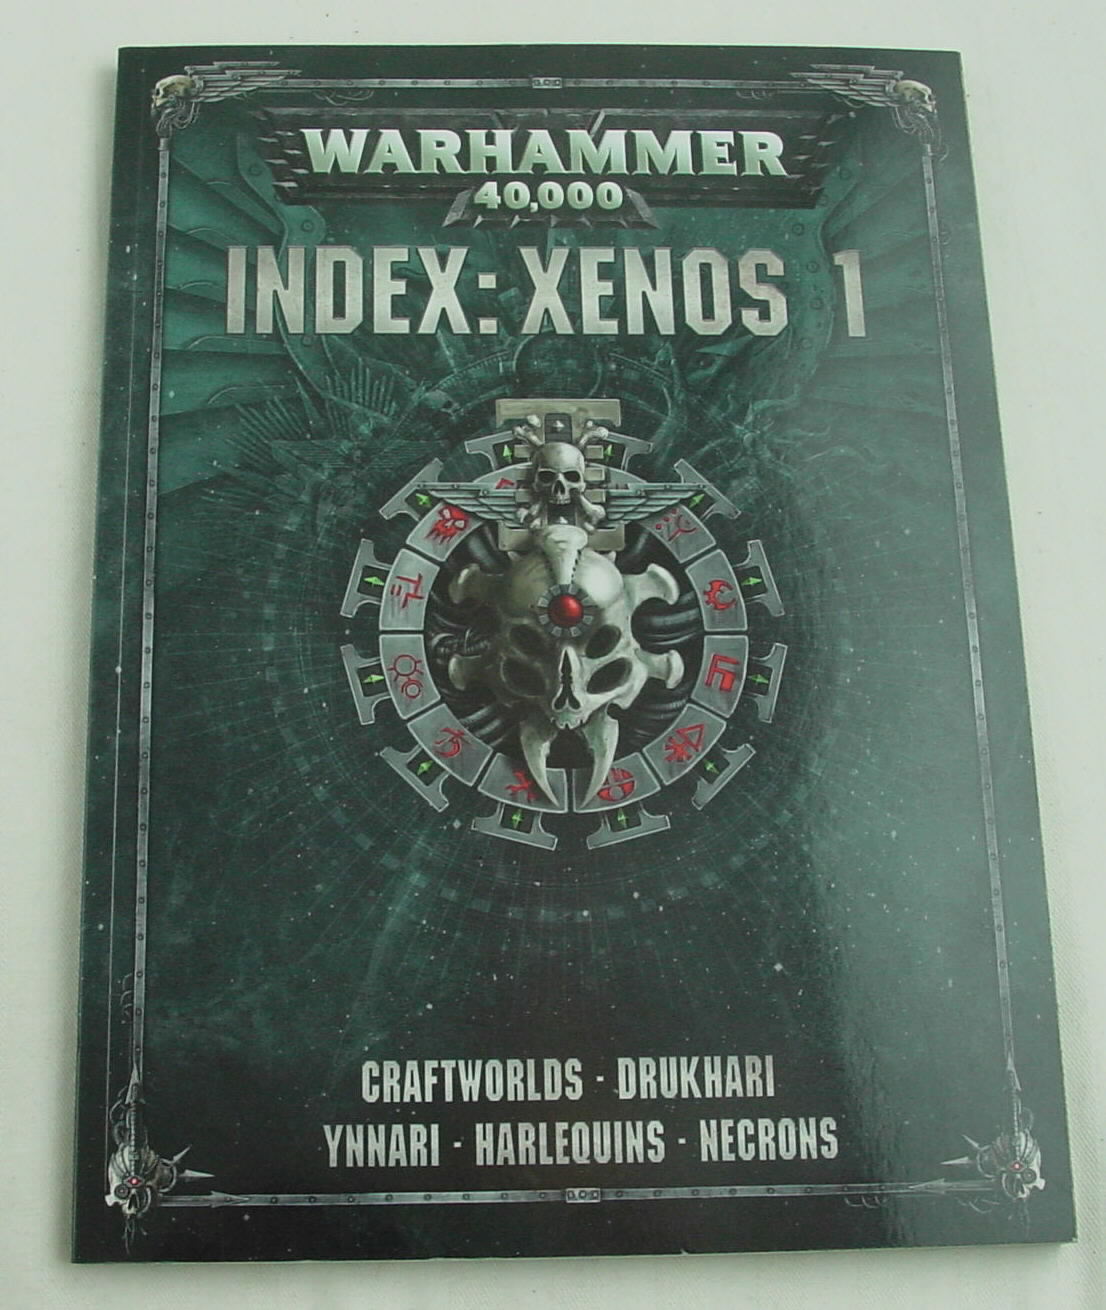 WARHAMMER
40,000
INDEX: XENOS 1
CRAFTWORLDS · DRUKHARI
YNNARI · HARLEQUINS · NECRONS